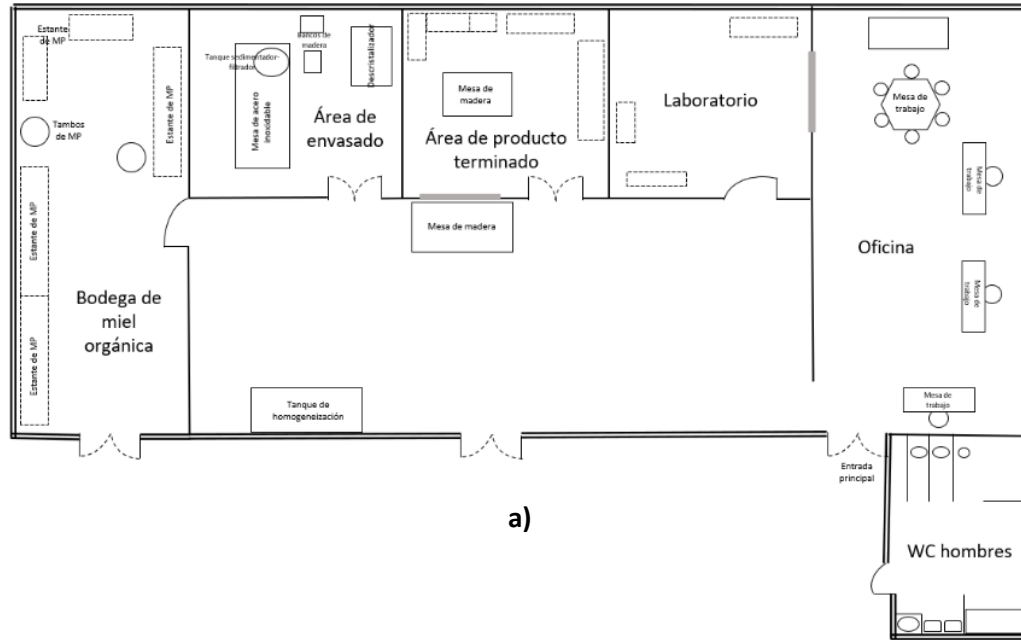 Estante
de MP
Tambos
de MP
Estante de MP
Estante de MP
Estante de MP
Bodega de
miel
orgánica
Bancos de
madera
Tanque sedimentador-
filtrador
Mesa de acero
inoxidable
Descristalizador
Área de
envasado
Mesa de
madera
Área de producto
terminado
Mesa de madera
Tanque de
homogeneización
Laboratorio
Mesa de
trabajo
Mesa de
trabajo
Oficina
Mesa de
trabajo
Mesa de
trabajo
Entrada
principal
WC hombres
a)